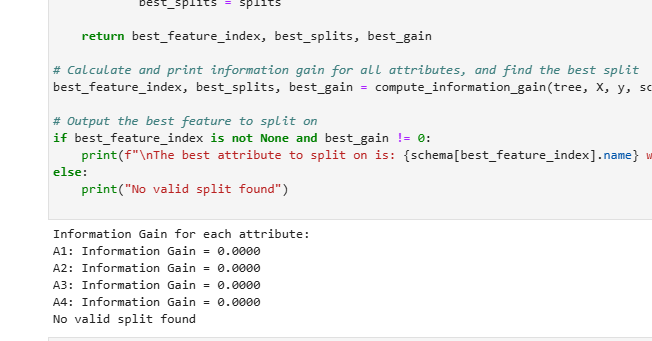 best_splits = splits
return best_feature_index, best_splits, best_gain
# Calculate and print information gain for all attributes, and find the best split
best_feature_index, best_splits, best_gain = compute_information_gain(tree, X, y, sc
# Output the best feature to split on
if best_feature_index is not None and best_gain != 0:
print(f"\nThe best attribute to split on is: {schema[best_feature_index].name} w
else:
print("No valid split found")
Information Gain for each attribute:
A1: Information Gain = 0.0000
A2: Information Gain = 0.0000
A3: Information Gain = 0.0000
A4: Information Gain = 0.0000
No valid split found